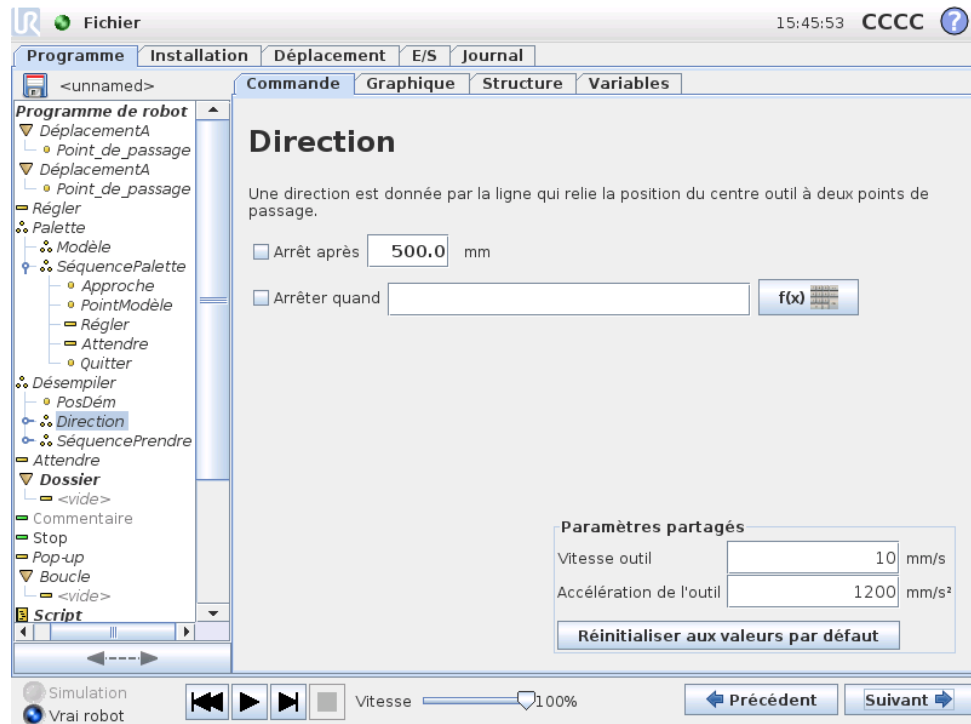 UR Fichier 15:45:53 CCCC ?
Programme Installation Déplacement E/S Journal
<unnamed>
Commande Graphique Structure Variables
Programme de robot
DéplacementA
Point_de_passage
DéplacementA
Point_de_passage
Régler
Palette
Modèle
SéquencePalette
Approche
PointModèle
Régler
Attendre
Quitter
Désempiler
PosDém
Direction
SéquencePrendre
Attendre
Dossier
<vide>
Commentaire
Stop
Pop-up
Boucle
<vide>
Script
Direction
Une direction est donnée par la ligne qui relie la position du centre outil à deux points de
passage.
Arrêt après 500.0 mm
Arrêter quand f(x)
Paramètres partagés
Vitesse outil 10 mm/s
Accélération de l'outil 1200 mm/s²
Réinitialiser aux valeurs par défaut
Simulation
Vrai robot
Vitesse 100%
Précédent Suivant